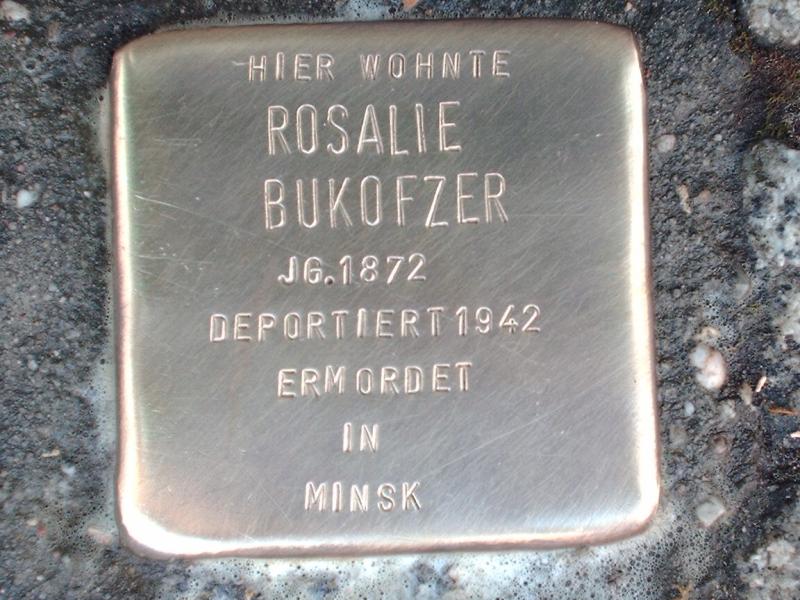 HIER WOHNTE
ROSALIE
BUKOFZER
JG.1872
DEPORTIERT 1942
ERMORDET
IN
MINSK